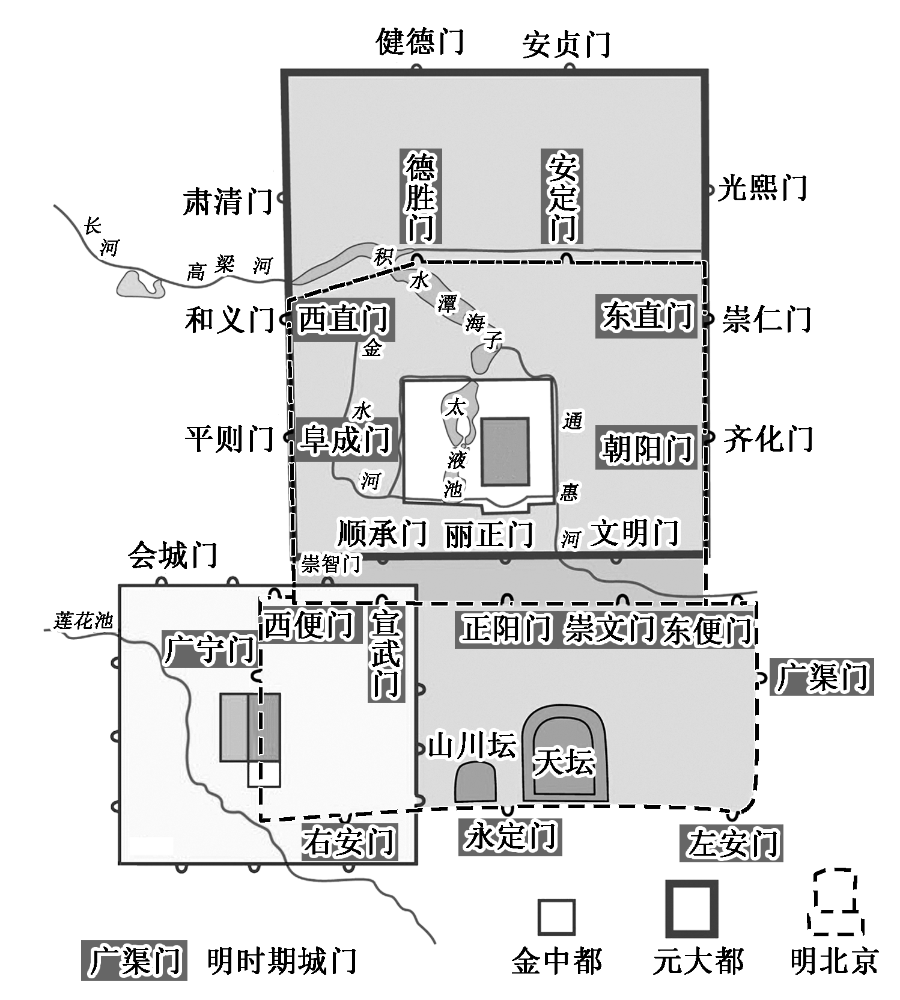 健德门
安贞门
德胜门
安定门
肃清门
光熙门
长河
高梁河
积水潭海子
和义门
西直门
东直门
崇仁门
金水河
太液池
通惠河
平则门
阜成门
朝阳门
齐化门
顺承门
丽正门
文明门
会城门
崇智门
莲花池
西便门
宣武门
正阳门
崇文门
东便门
广宁门
广渠门
山川坛
天坛
右安门
永定门
左安门
广渠门
明时期城门
金中都
元大都
明北京